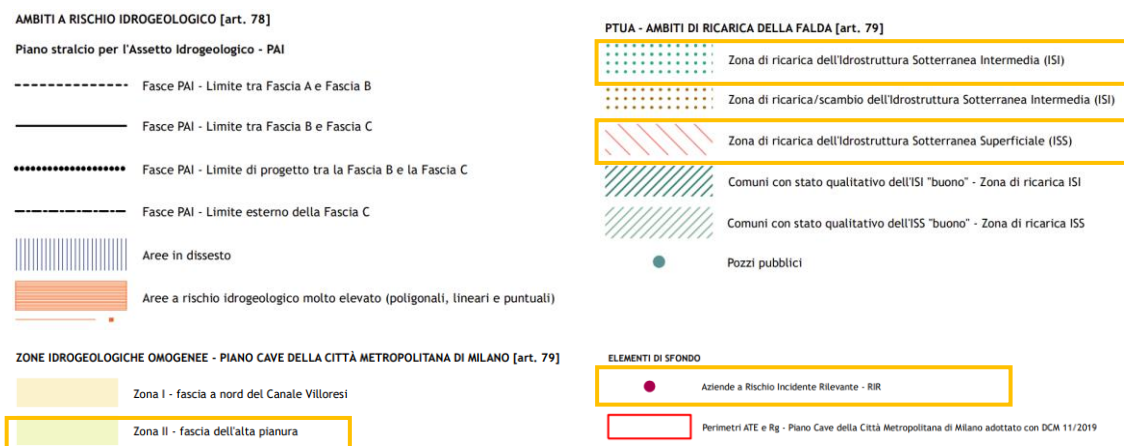 AMBITI A RISCHIO IDROGEOLOGICO [art. 78]
Piano stralcio per l'Assetto Idrogeologico - PAI
Fasce PAI - Limite tra Fascia A e Fascia B
Fasce PAI - Limite tra Fascia B e Fascia C
Fasce PAI - Limite di progetto tra la Fascia B e la Fascia C
Fasce PAI - Limite esterno della Fascia C
Aree in dissesto
Aree a rischio idrogeologico molto elevato (poligonali, lineari e puntuali)
ZONE IDROGEOLOGICHE OMOGENEE - PIANO CAVE DELLA CITTÀ METROPOLITANA DI MILANO [art. 79]
Zona I - fascia a nord del Canale Villoresi
Zona II - fascia dell'alta pianura
PTUA - AMBITI DI RICARICA DELLA FALDA [art. 79]
Zona di ricarica dell'Idrostruttura Sotterranea Intermedia (ISI)
Zona di ricarica/scambio dell'Idrostruttura Sotterranea Intermedia (ISI)
Zona di ricarica dell'Idrostruttura Sotterranea Superficiale (ISS)
Comuni con stato qualitativo dell'ISI "buono" - Zona di ricarica ISI
Comuni con stato qualitativo dell'ISS "buono" - Zona di ricarica ISS
Pozzi pubblici
ELEMENTI DI SFONDO
Aziende a Rischio Incidente Rilevante - RIR
Perimetri ATE e Rg - Piano Cave della Città Metropolitana di Milano adottato con DCM 11/2019